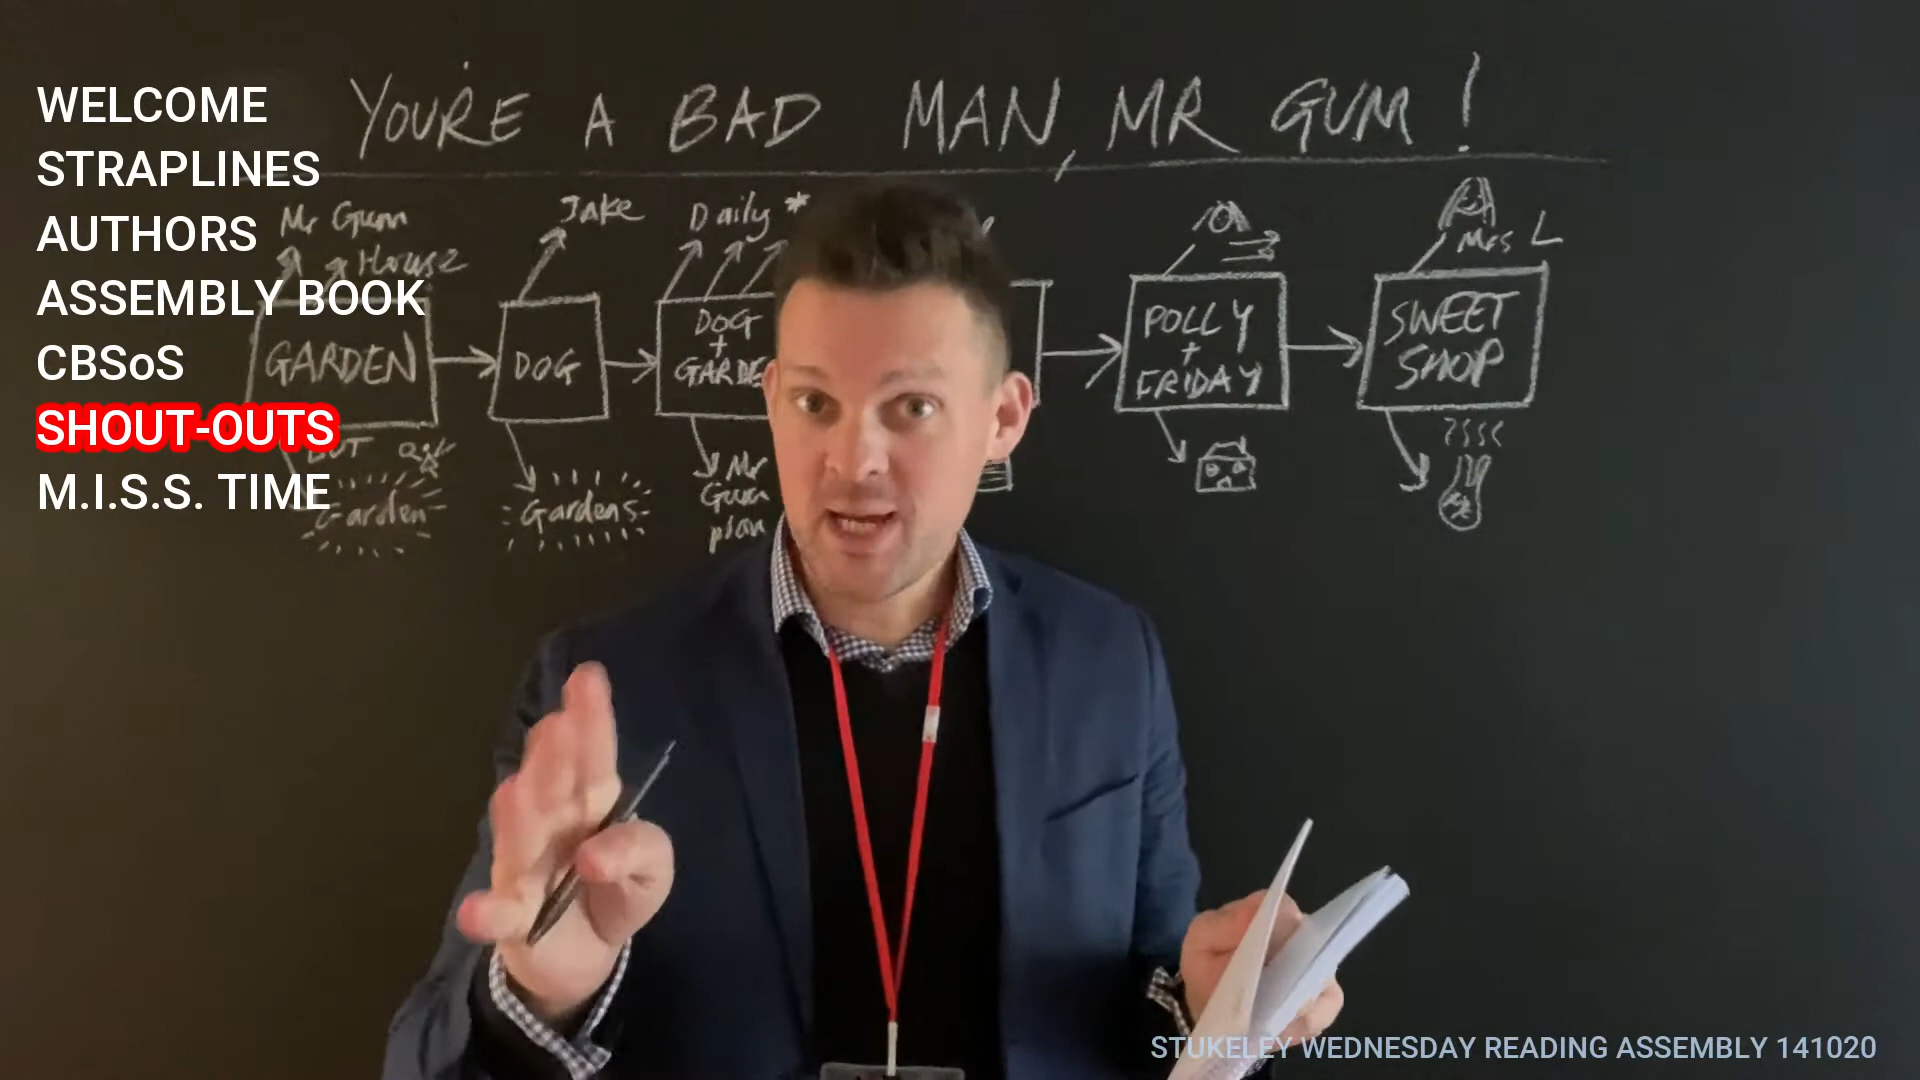 YOU'RE A BAD MAN, MR GUM!
WELCOME
STRAPLINES
AUTHORS
ASSEMBLY BOOK
CBSoS
SHOUT-OUTS
M.I.S.S. TIME
Mr Gum
House
GARDEN
Garden
Jake
DOG
Gardens
Daily *
DOG
+
Mr
Gum
plan
POLLY
+
FRIDAY
Mrs L
SWEET
SHOP
STUKELEY WEDNESDAY READING ASSEMBLY 141020